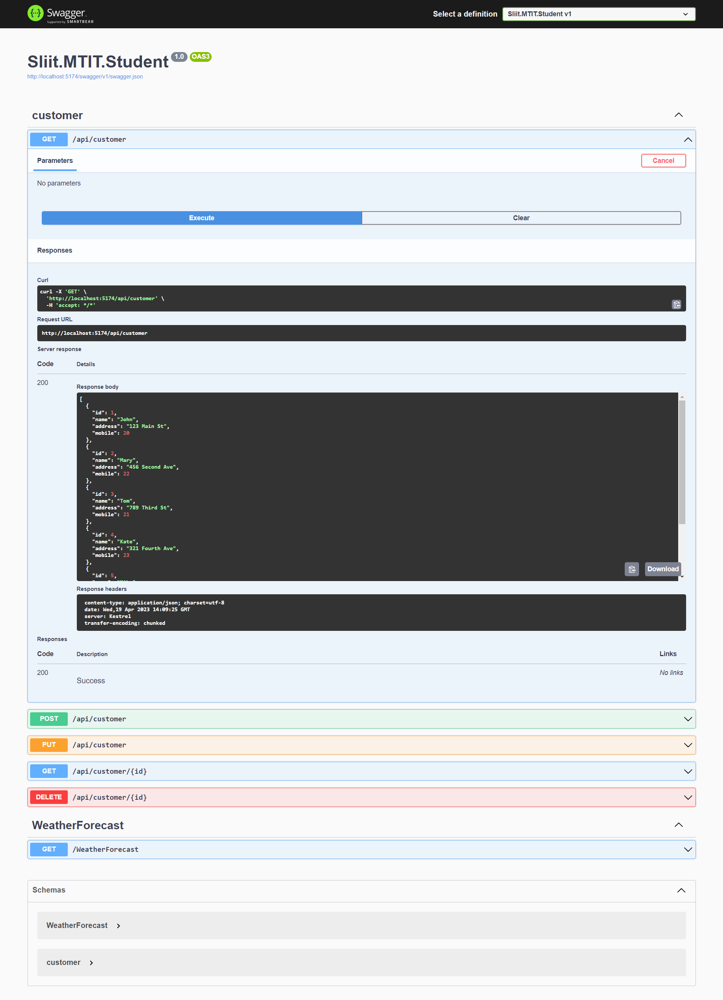 Swagger
Supported by SMARTBEAR
Select a definition
Sliit.MTIT.Student v1
Sliit.MTIT.Student 1.0 OAS3
http://localhost:5174/swagger/v1/swagger.json
customer
GET /api/customer
Parameters
Cancel
No parameters
Execute
Clear
Responses
Curl
curl -X 'GET' \
'http://localhost:5174/api/customer' \
-H 'accept: */*'
Request URL
http://localhost:5174/api/customer
Server response
Code Details
200
Response body
[
{
"id": 1,
"name": "John",
"address": "123 Main St",
"mobile": 20
},
{
"id": 2,
"name": "Mary",
"address": "456 Second Ave",
"mobile": 22
},
{
"id": 3,
"name": "Tom",
"address": "789 Third St",
"mobile": 21
},
{
"id": 4,
"name": "Kate",
"address": "321 Fourth Ave",
"mobile": 23
},
{
"id": 5,
Download
Response headers
content-type: application/json; charset=utf-8
date: Wed,19 Apr 2023 14:09:25 GMT
server: Kestrel
transfer-encoding: chunked
Responses
Code Description Links
200 No links
Success
POST /api/customer
PUT /api/customer
GET /api/customer/{id}
DELETE /api/customer/{id}
WeatherForecast
GET /WeatherForecast
Schemas
WeatherForecast
customer